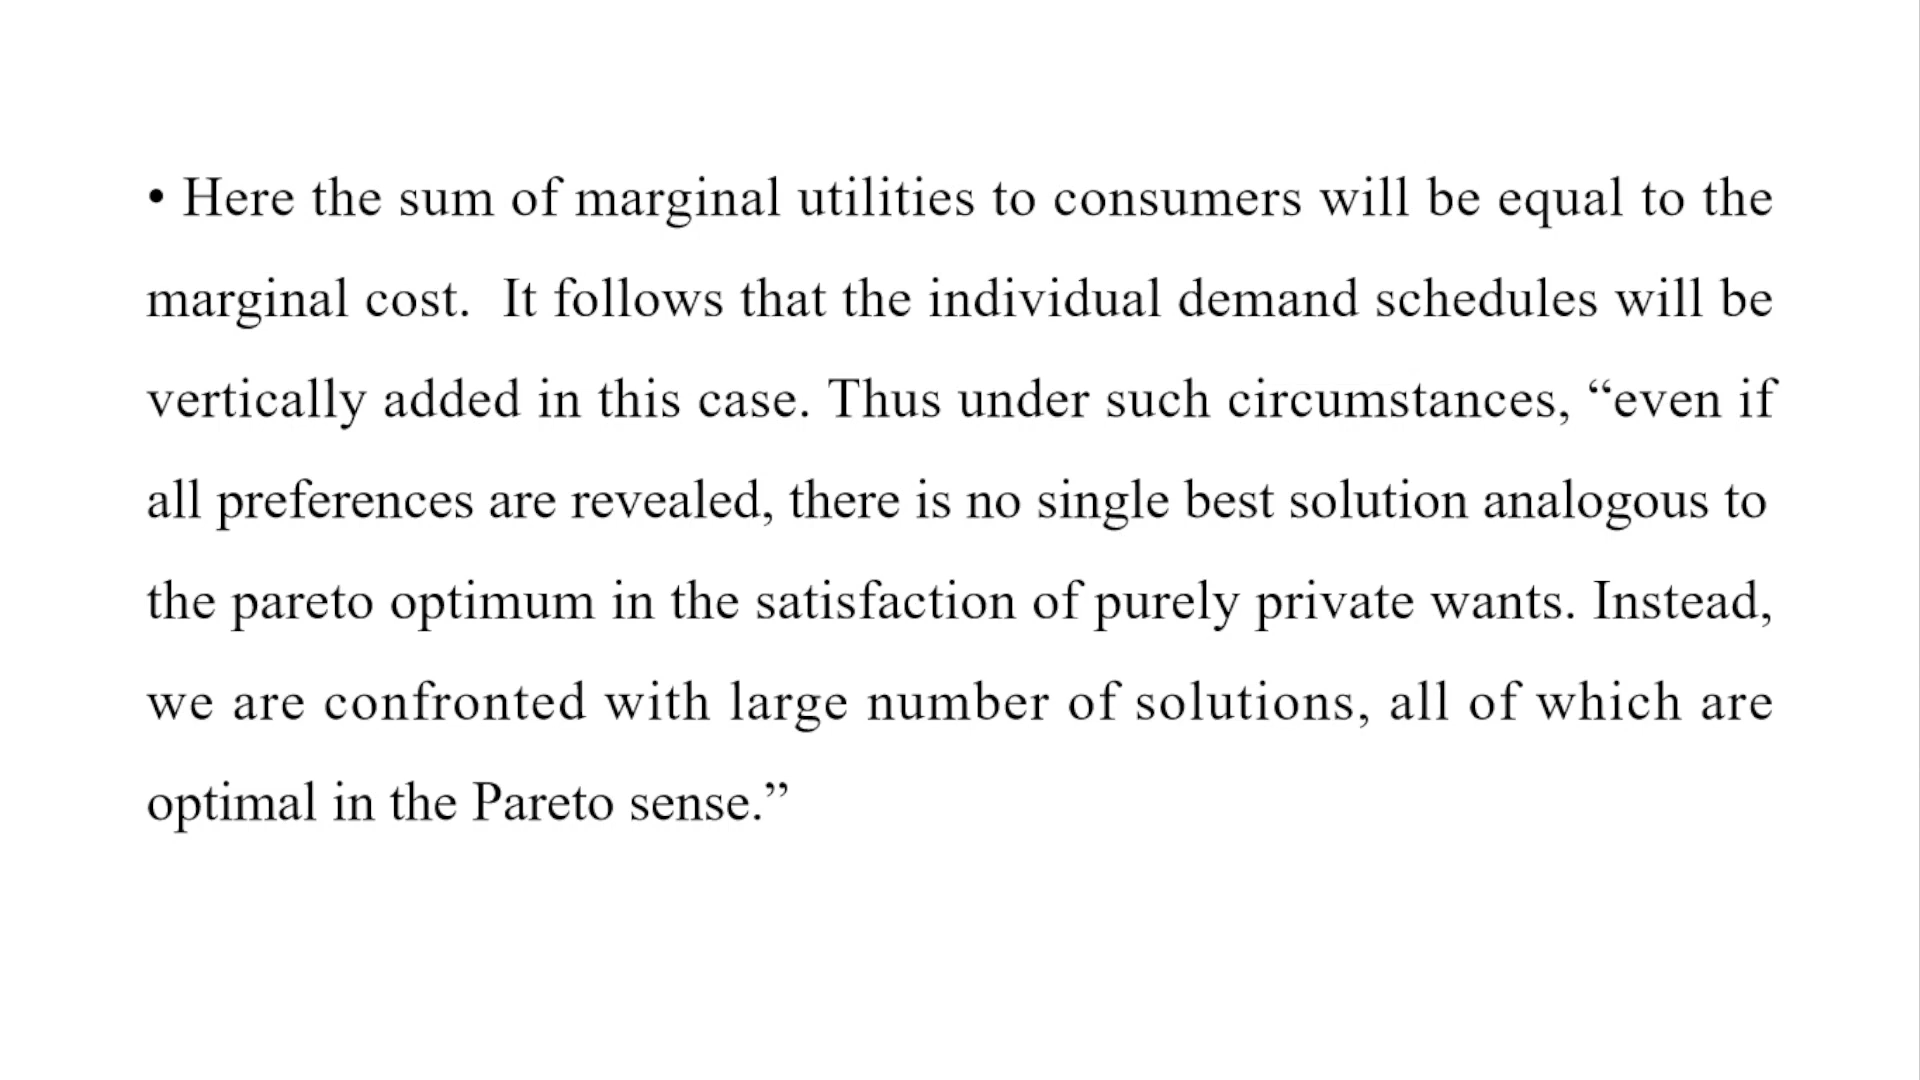 • Here the sum of marginal utilities to consumers will be equal to the
marginal cost.  It follows that the individual demand schedules will be
vertically added in this case. Thus under such circumstances, “even if
all preferences are revealed, there is no single best solution analogous to
the pareto optimum in the satisfaction of purely private wants. Instead,
we are confronted with large number of solutions, all of which are
optimal in the Pareto sense.”